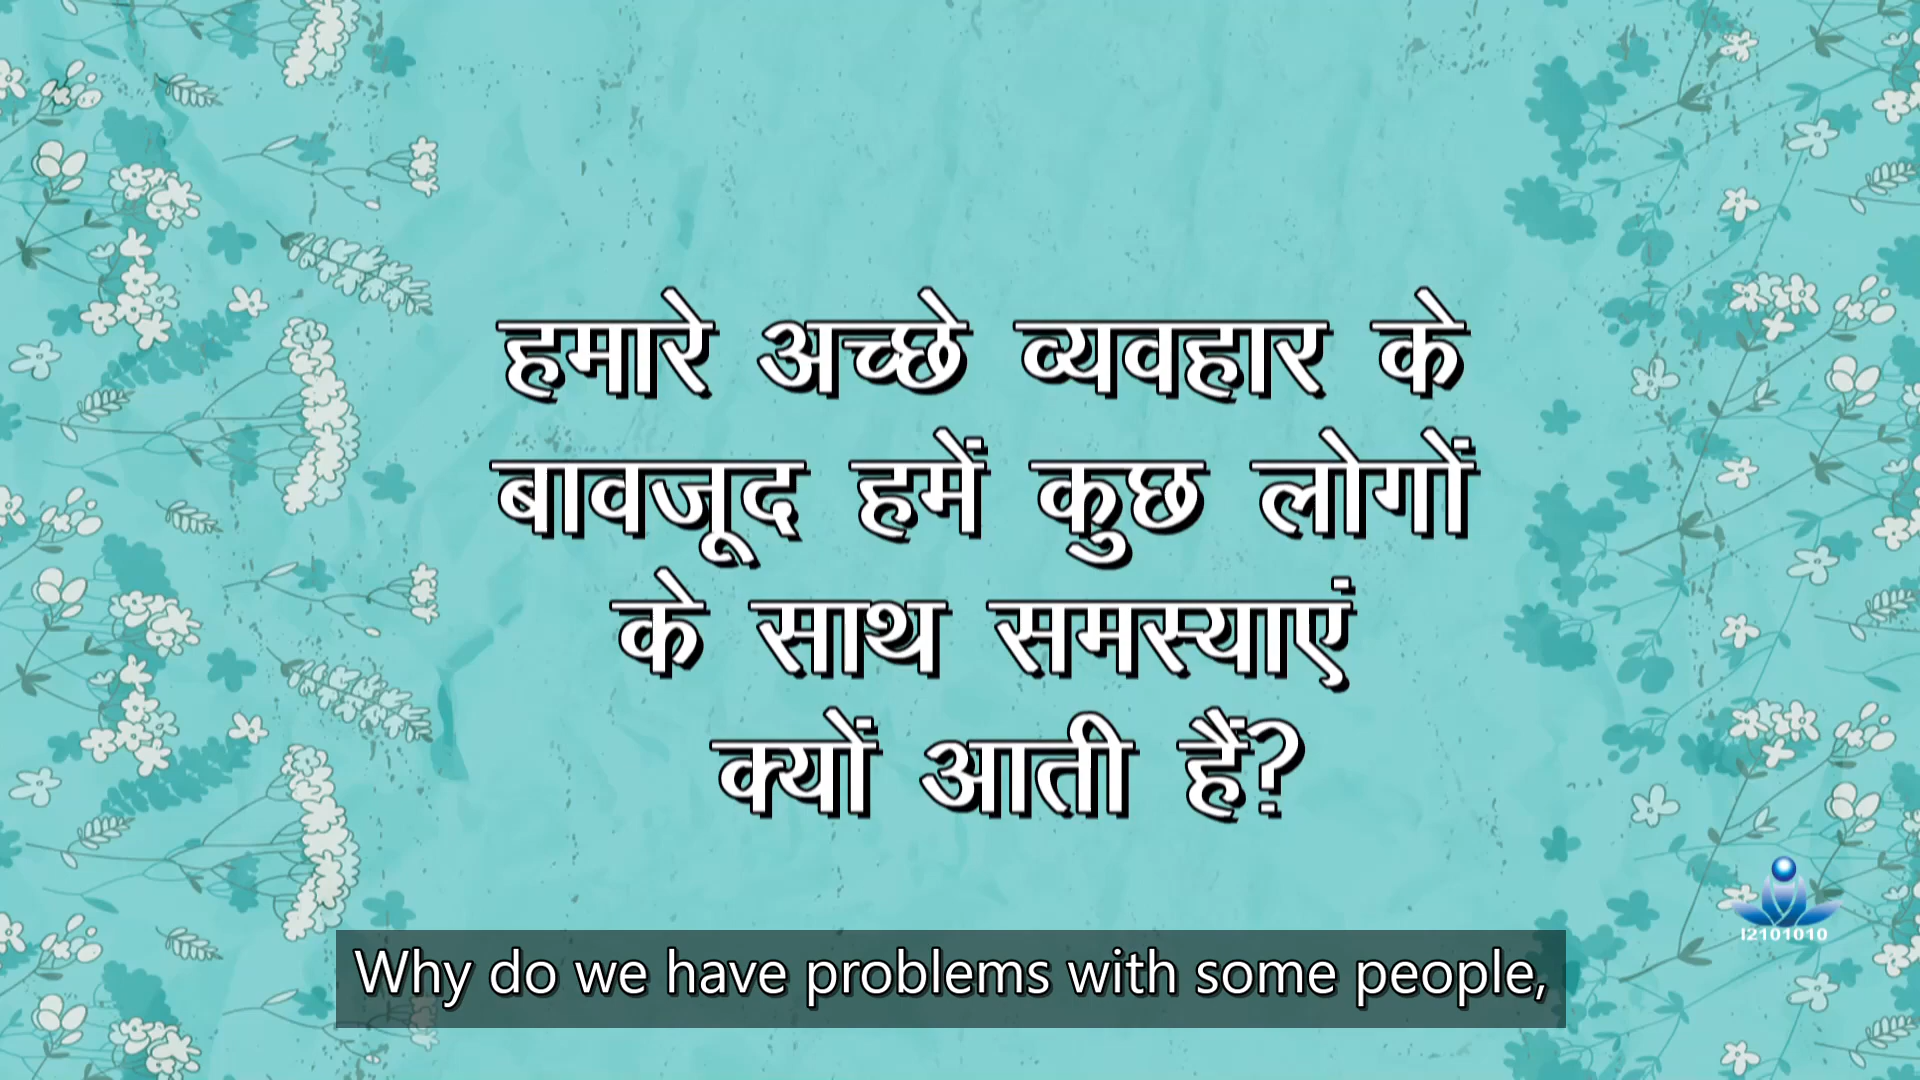 हमारे अच्छे व्यवहार के
बावजूद हमें कुछ लोगों
के साथ समस्याएं
क्यों आती हैं?
I2101010
Why do we have problems with some people,